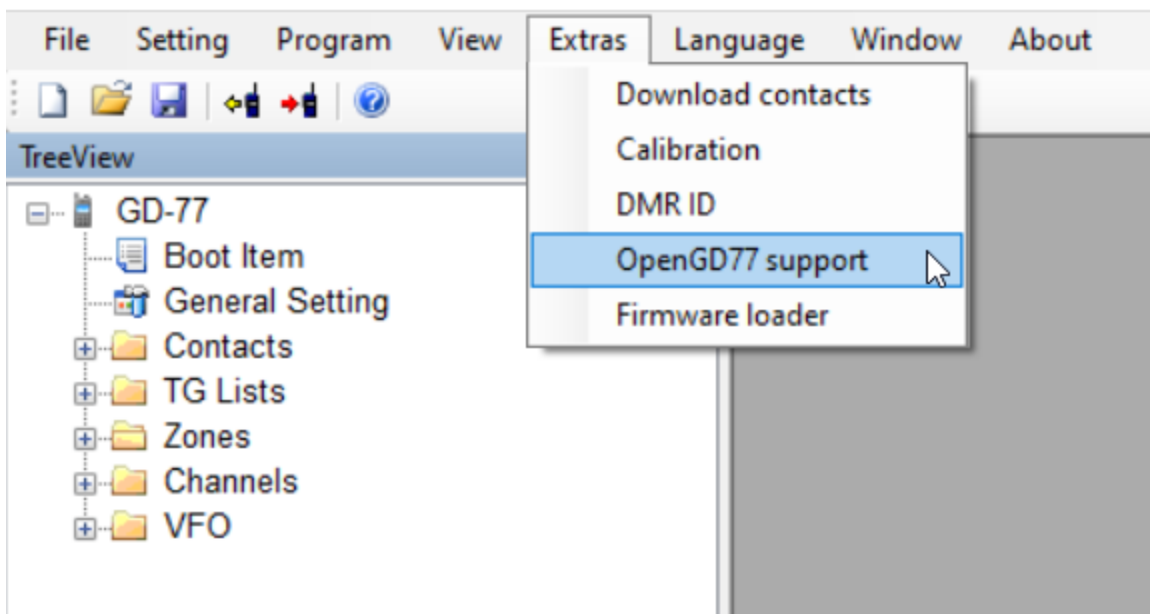 File Setting Program View Extras Language Window About
Download contacts
Calibration
DMR ID
OpenGD77 support
Firmware loader
TreeView
GD-77
Boot Item
General Setting
Contacts
TG Lists
Zones
Channels
VFO